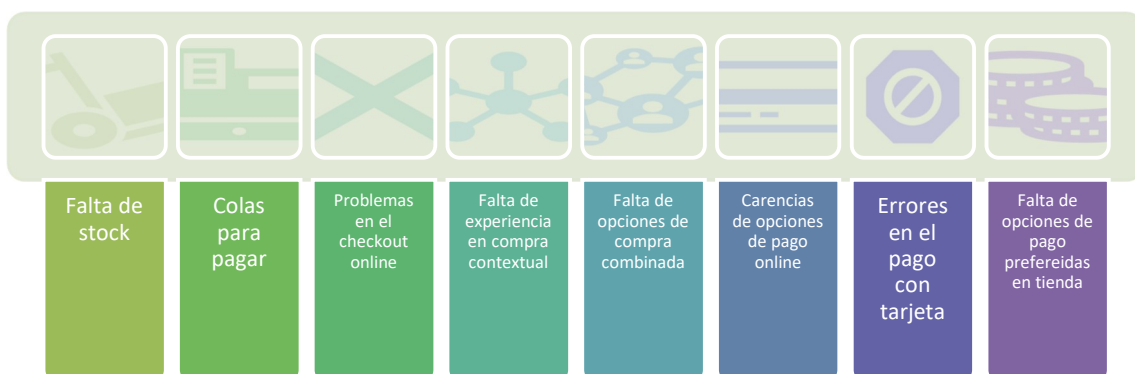 Falta de
stock
Colas
para
pagar
Problemas
en el
checkout
online
Falta de
experiencia
en compra
contextual
Falta de
opciones de
compra
combinada
Carencias
de opciones
de pago
online
Errores
en el
pago
con
tarjeta
Falta de
opciones de
pago
prefereidas
en tienda